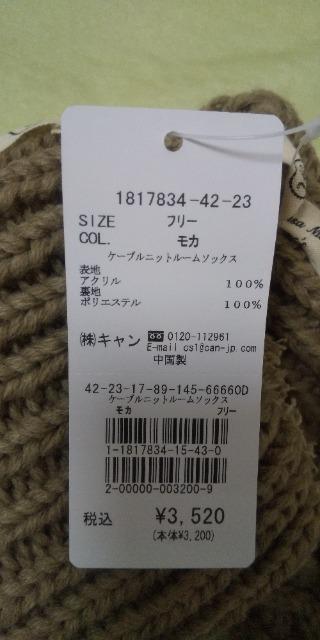 1817834-42-23
SIZE フリー
COL. モカ
ケーブルニットルームソックス
表地
アクリル 100%
裏地
ポリエステル 100%
㈱キャン 0120-112961
E-mail cs1@can-jp.com
中国製
42-23-17-89-145-66660D
ケーブルニットルームソックス
モカ フリー
1-1817834-15-43-0
2-00000-003200-9
税込 ¥3,520
(本体¥3,200)